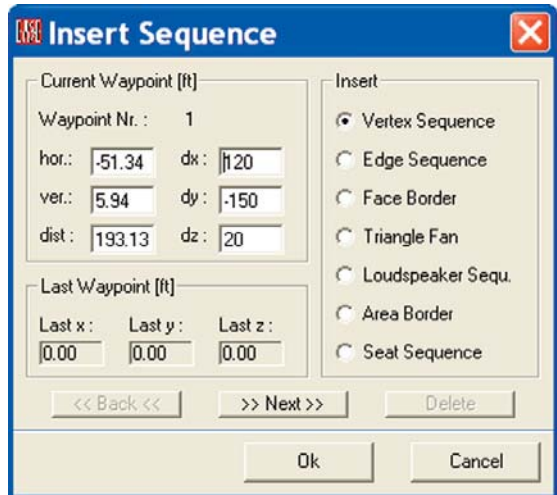 EASE Insert Sequence
Current Waypoint [ft]
Waypoint Nr. : 1
hor.: -51.34 dx : 120
ver.: 5.94 dy : -150
dist : 193.13 dz : 20
Last Waypoint [ft]
Last x : Last y : Last z :
0.00 0.00 0.00
Insert
Vertex Sequence
Edge Sequence
Face Border
Triangle Fan
Loudspeaker Sequ.
Area Border
Seat Sequence
<< Back << >> Next >> Delete
Ok Cancel